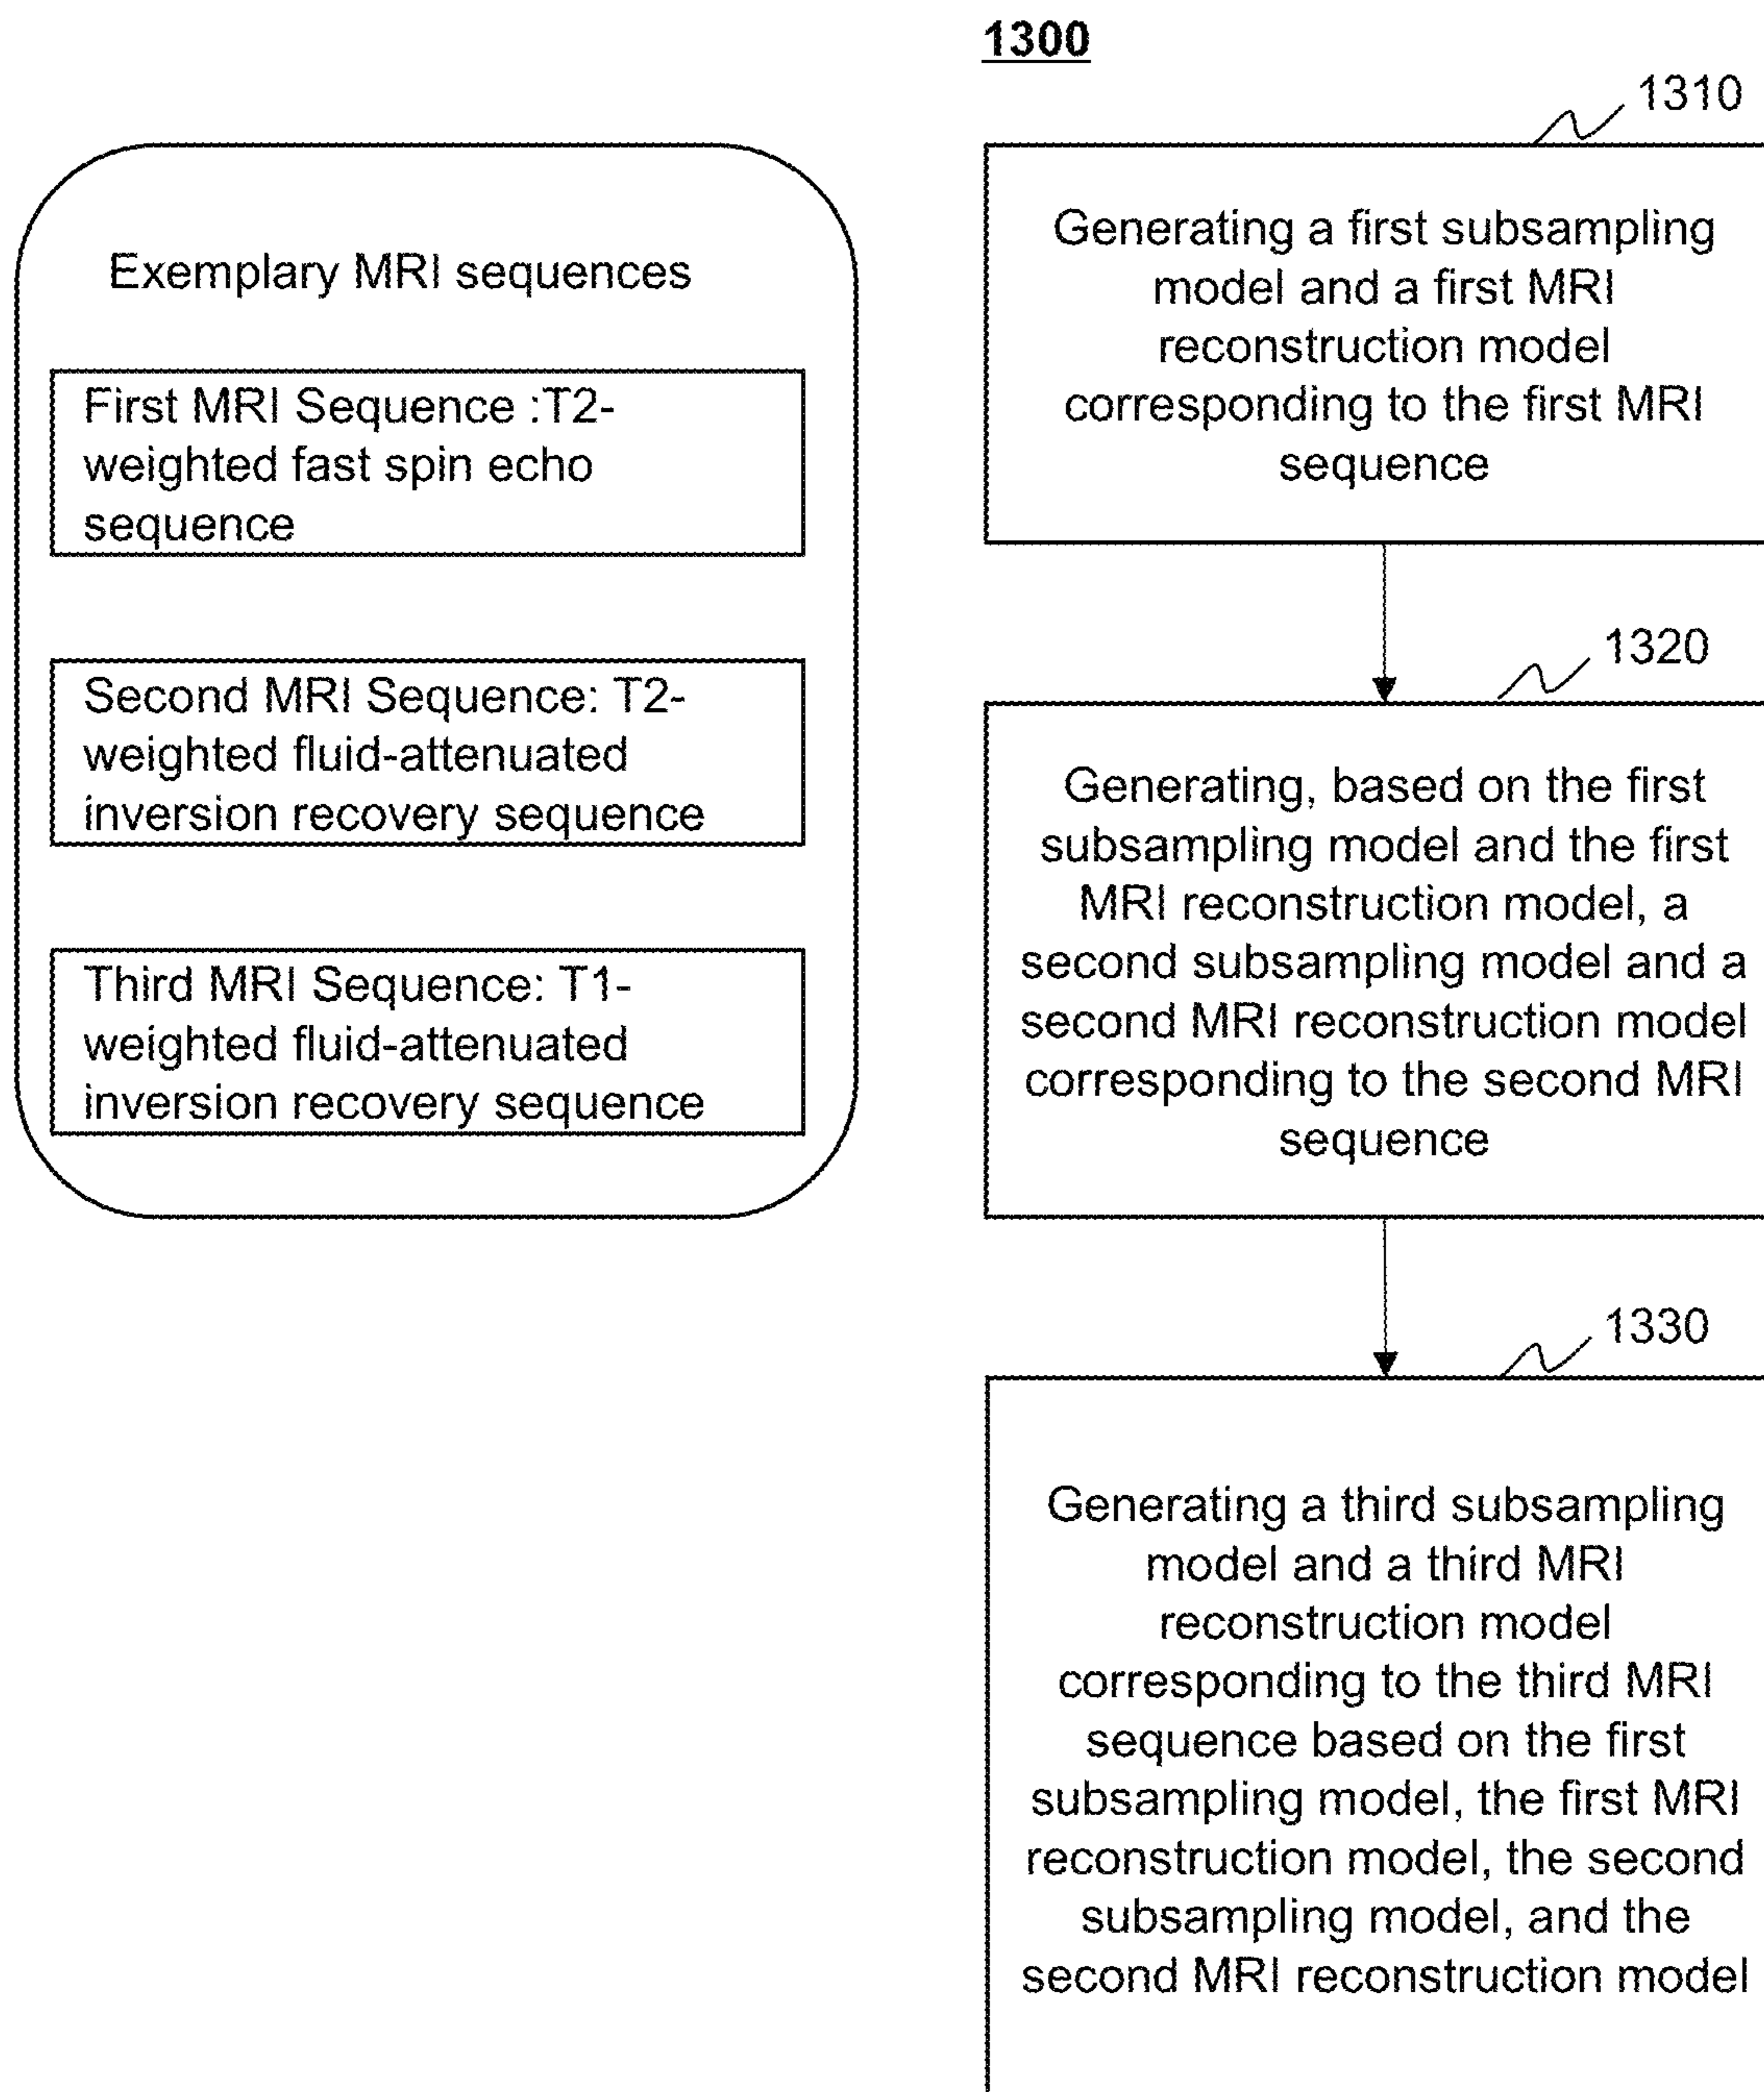 1300
Exemplary MRI sequences
First MRI Sequence :T2-
weighted fast spin echo
sequence
Second MRI Sequence: T2-
weighted fluid-attenuated
inversion recovery sequence
Third MRI Sequence: T1-
weighted fluid-attenuated
inversion recovery sequence
1310
Generating a first subsampling
model and a first MRI
reconstruction model
corresponding to the first MRI
sequence
1320
Generating, based on the first
subsampling model and the first
MRI reconstruction model, a
second subsampling model and a
second MRI reconstruction model
corresponding to the second MRI
sequence
1330
Generating a third subsampling
model and a third MRI
reconstruction model
corresponding to the third MRI
sequence based on the first
subsampling model, the first MRI
reconstruction model, the second
subsampling model, and the
second MRI reconstruction model